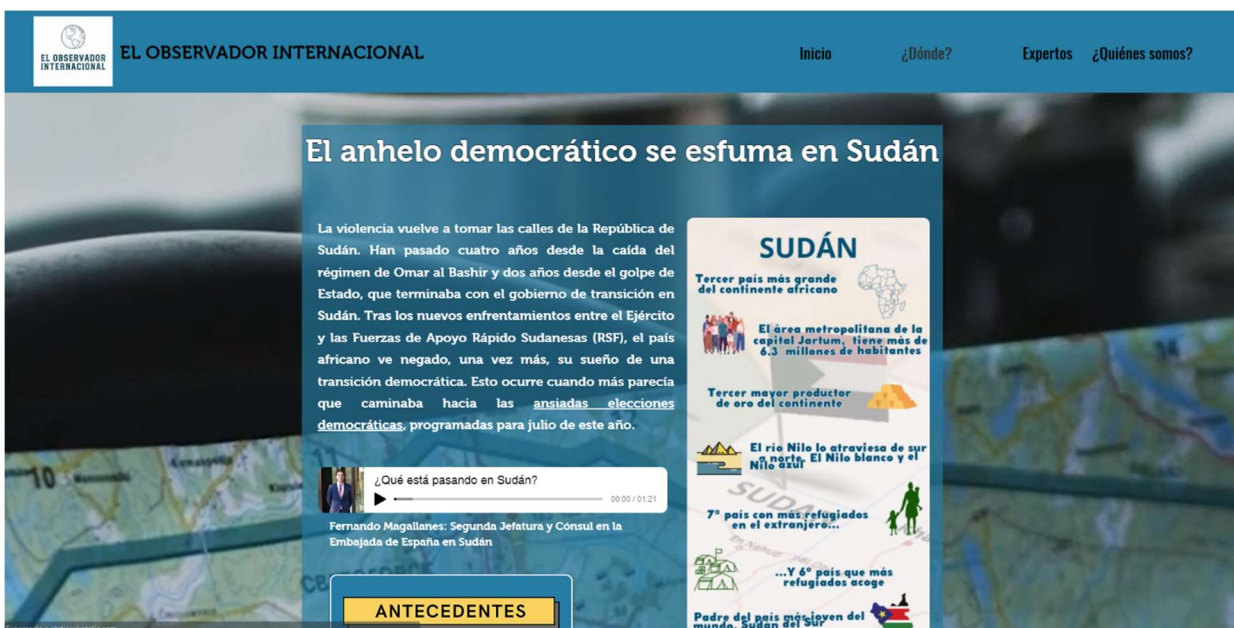 EL OBSERVADOR
INTERNACIONAL
EL OBSERVADOR INTERNACIONAL
Inicio
¿Dónde?
Expertos
¿Quiénes somos?
El anhelo democrático se esfuma en Sudán
La violencia vuelve a tomar las calles de la República de
Sudán. Han pasado cuatro años desde la caída del
régimen de Omar al Bashir y dos años desde el golpe de
Estado, que terminaba con el gobierno de transición en
Sudán. Tras los nuevos enfrentamientos entre el Ejército
y las Fuerzas de Apoyo Rápido Sudanesas (RSF), el país
africano ve negado, una vez más, su sueño de una
transición democrática. Esto ocurre cuando más parecía
que caminaba hacia las ansiadas elecciones
democráticas, programadas para julio de este año.
¿Qué está pasando en Sudán?
00:00 / 01:21
Fernando Magallanes: Segunda Jefatura y Cónsul en la
Embajada de España en Sudán
ANTECEDENTES
SUDÁN
Tercer país más grande
del continente africano
El área metropolitana de la
capital Jartum, tiene más de
6.3 millones de habitantes
Tercer mayor productor
de oro del continente
El río Nilo lo atraviesa de sur
a norte. El Nilo blanco y el
Nilo azul
SUDA
7º país con más refugiados
en el extranjero...
...Y 6º país que más
refugiados acoge
Padre del país más joven del
mundo, Sudán del Sur
10
14